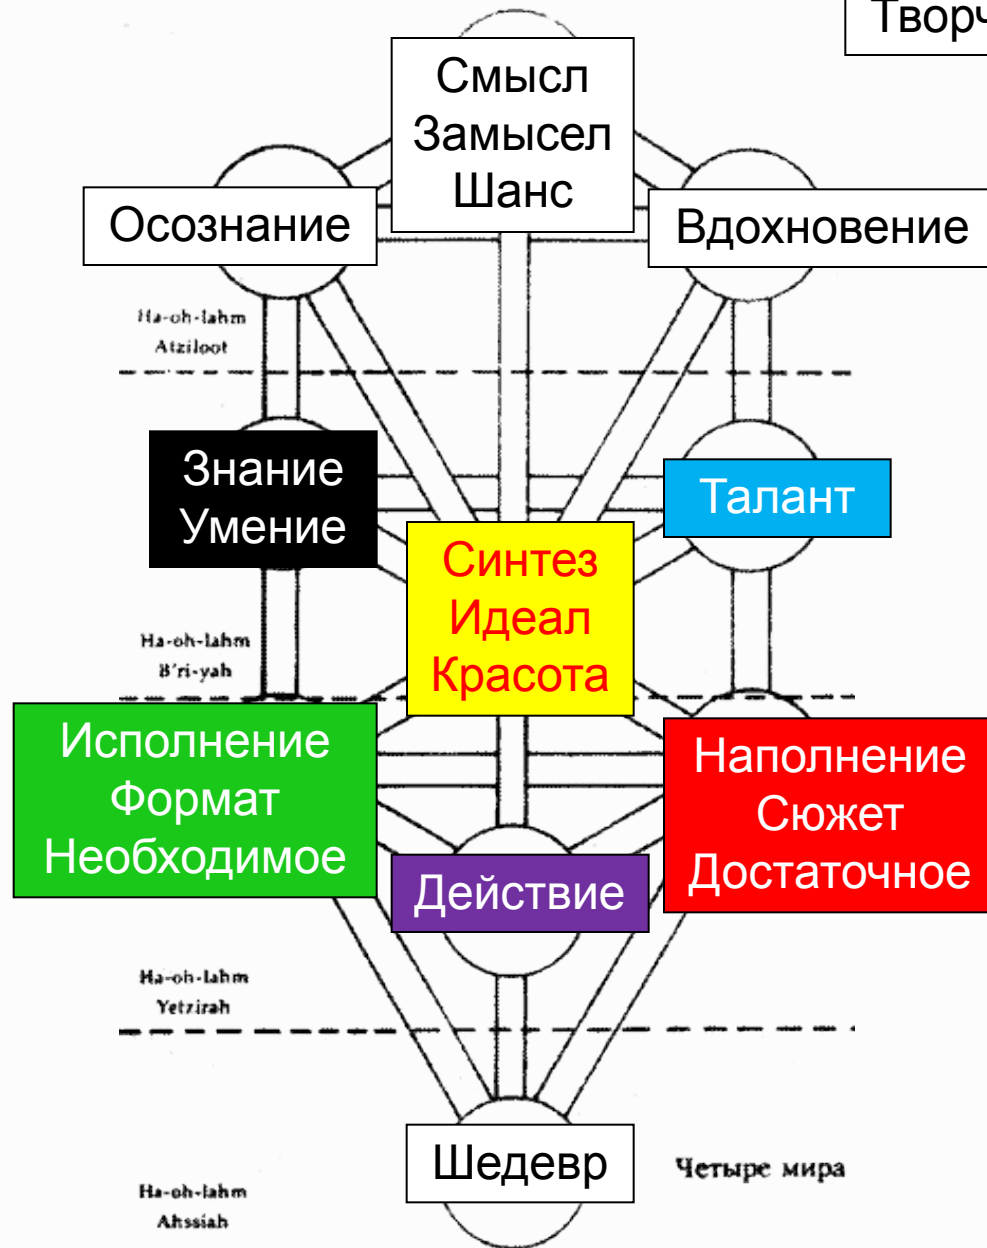 Смысл
Замысел
Шанс
Осознание
Вдохновение
Ha-oh-lahm
Atziloot
Знание
Умение
Талант
Синтез
Идеал
Красота
Ha-oh-lahm
B'ri-yah
Исполнение
Формат
Необходимое
Наполнение
Сюжет
Достаточное
Действие
Ha-oh-lahm
Yetzirah
Шедевр
Четыре мира
Ha-oh-lahm
Ahssiah